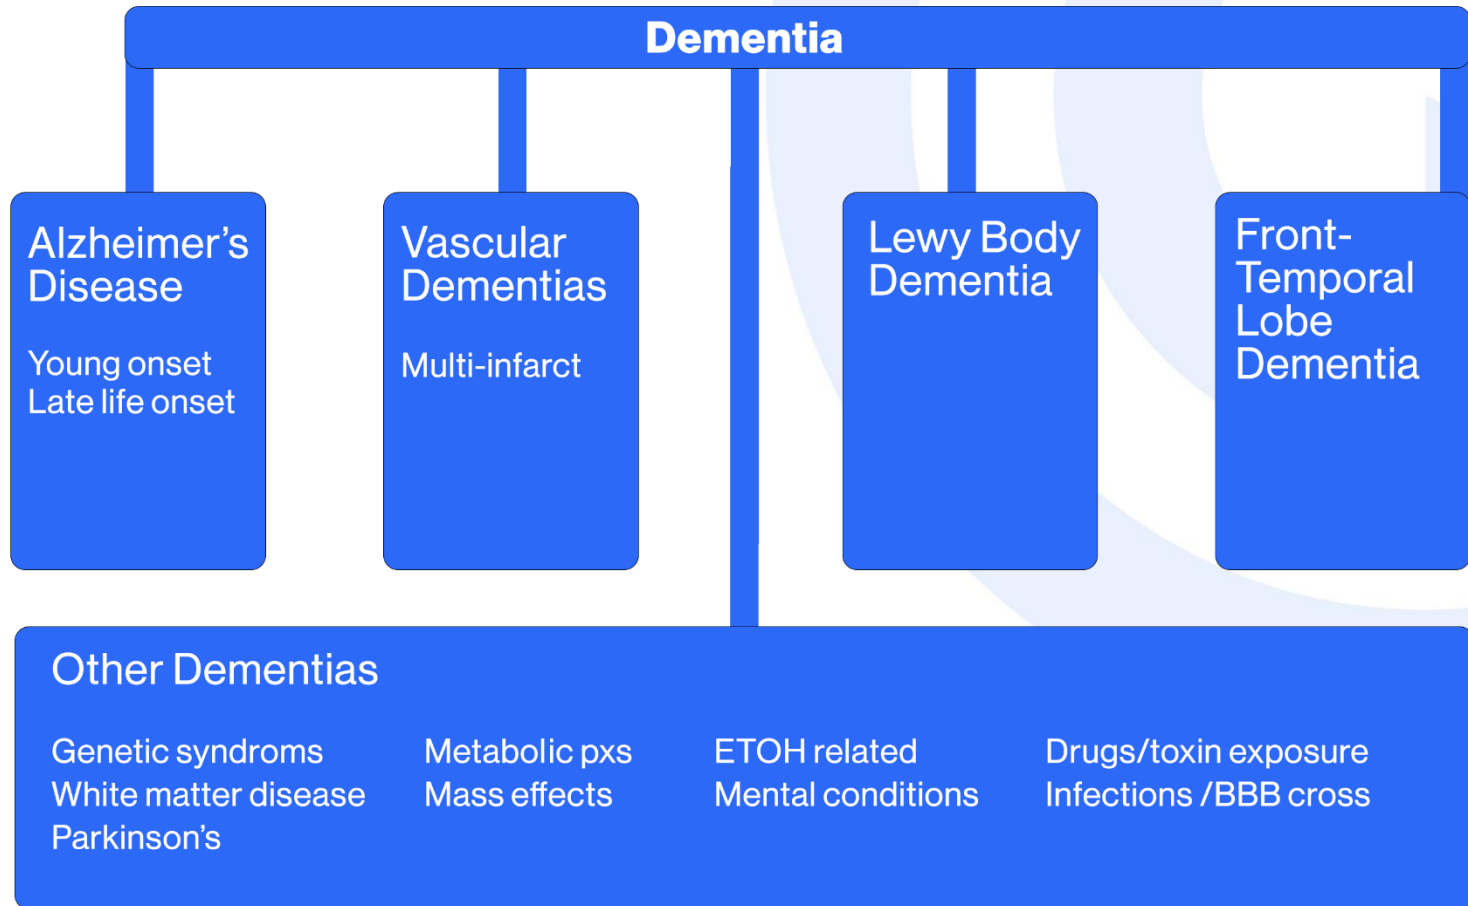 Dementia
Alzheimer's
Disease
Young onset
Late life onset
Vascular
Dementias
Multi-infarct
Lewy Body
Dementia
Front-
Temporal
Lobe
Dementia
Other Dementias
Genetic syndroms
White matter disease
Parkinson's
Metabolic pxs
Mass effects
ETOH related
Mental conditions
Drugs/toxin exposure
Infections /BBB cross